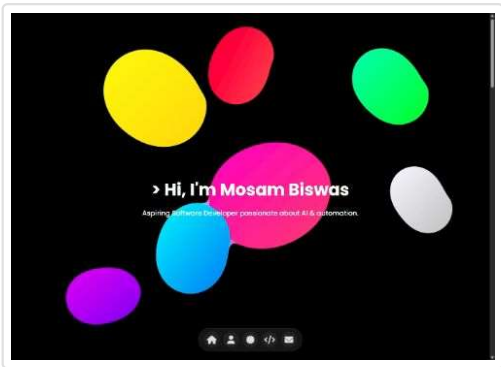 > Hi, I'm Mosam Biswas
Aspiring Software Developer passionate about AI & automation.